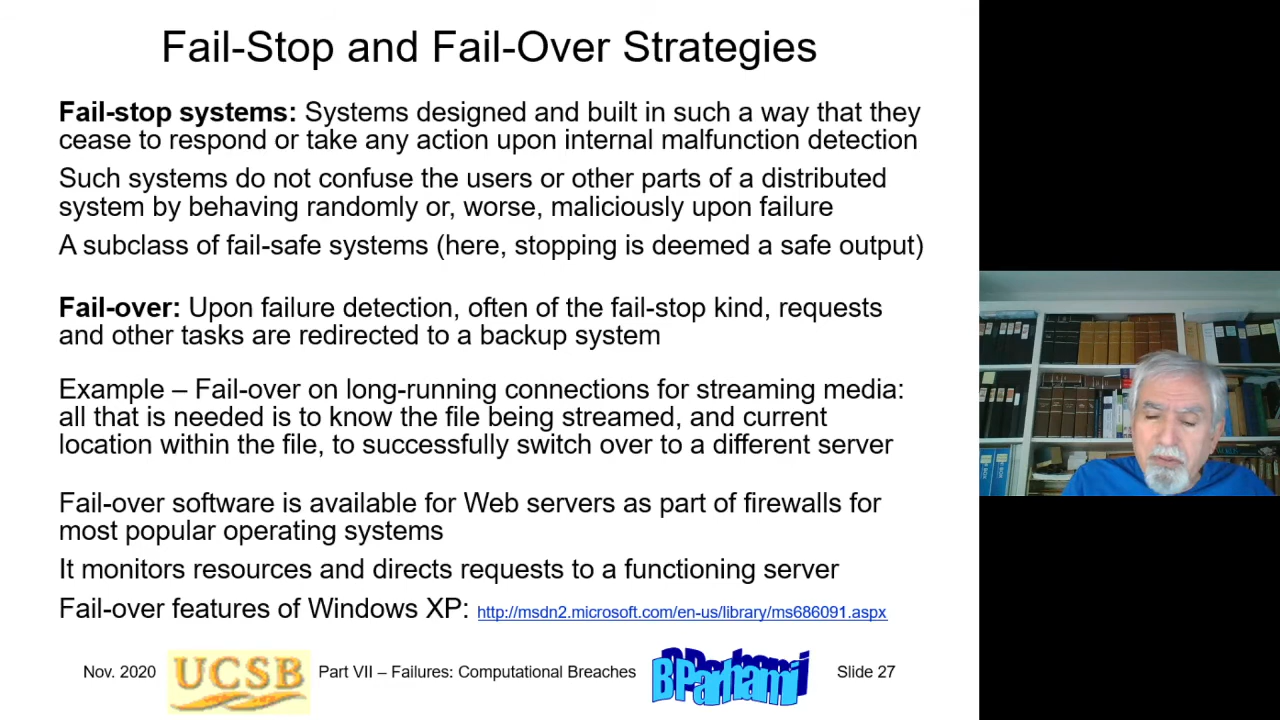 Fail-Stop and Fail-Over Strategies
Fail-stop systems: Systems designed and built in such a way that they
cease to respond or take any action upon internal malfunction detection
Such systems do not confuse the users or other parts of a distributed
system by behaving randomly or, worse, maliciously upon failure
A subclass of fail-safe systems (here, stopping is deemed a safe output)
Fail-over: Upon failure detection, often of the fail-stop kind, requests
and other tasks are redirected to a backup system
Example – Fail-over on long-running connections for streaming media:
all that is needed is to know the file being streamed, and current
location within the file, to successfully switch over to a different server
Fail-over software is available for Web servers as part of firewalls for
most popular operating systems
It monitors resources and directs requests to a functioning server
Fail-over features of Windows XP: http://msdn2.microsoft.com/en-us/library/ms686091.aspx
Nov. 2020 UCSB Part VII – Failures: Computational Breaches B Parhami Slide 27